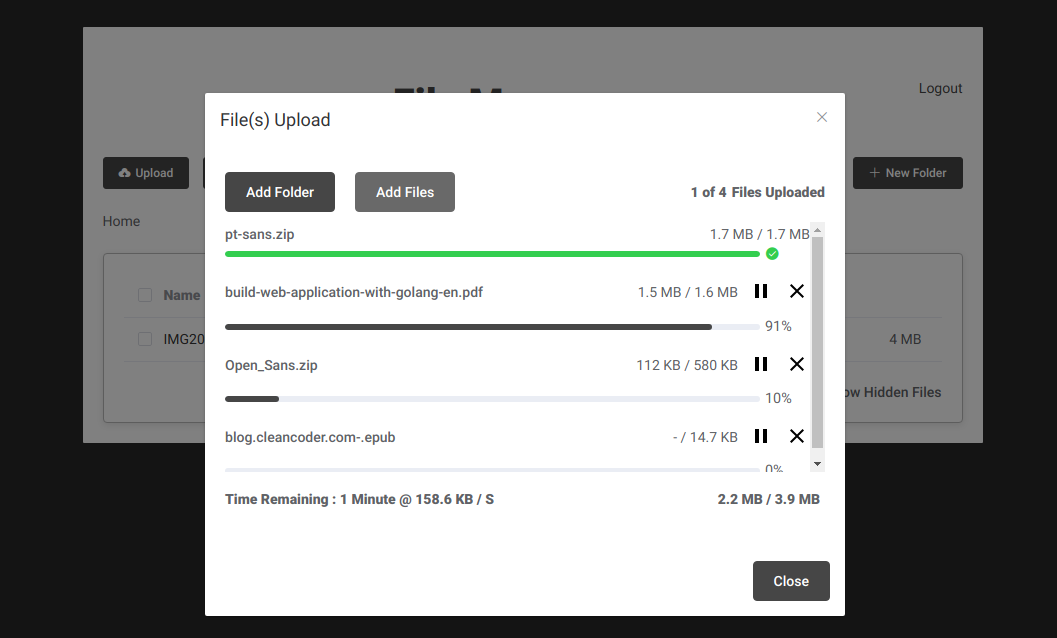 Logout
File(s) Upload
Upload
New Folder
Add Folder Add Files 1 of 4 Files Uploaded
Home
pt-sans.zip 1.7 MB / 1.7 MB
build-web-application-with-golang-en.pdf 1.5 MB / 1.6 MB
Name
91%
IMG20 4 MB
Open_Sans.zip 112 KB / 580 KB
10%
ow Hidden Files
blog.cleancoder.com-.epub - / 14.7 KB
0%
Time Remaining : 1 Minute @ 158.6 KB / S 2.2 MB / 3.9 MB
Close